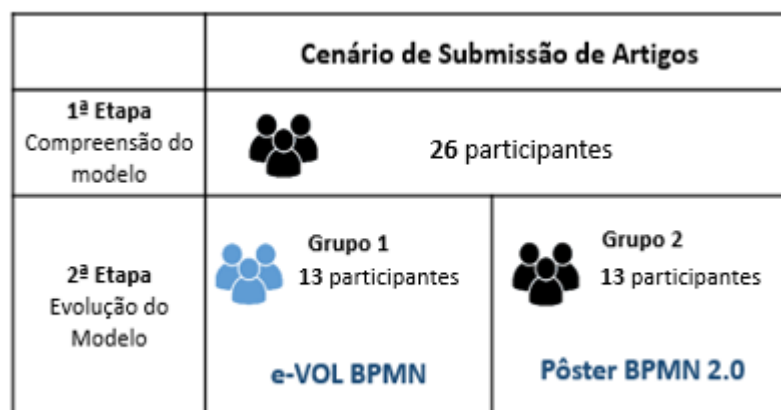 Cenário de Submissão de Artigos
1ª Etapa
Compreensão do
modelo
26 participantes
2ª Etapa
Evolução do
Modelo
Grupo 1
13 participantes
e-VOL BPMN
Grupo 2
13 participantes
Pôster BPMN 2.0